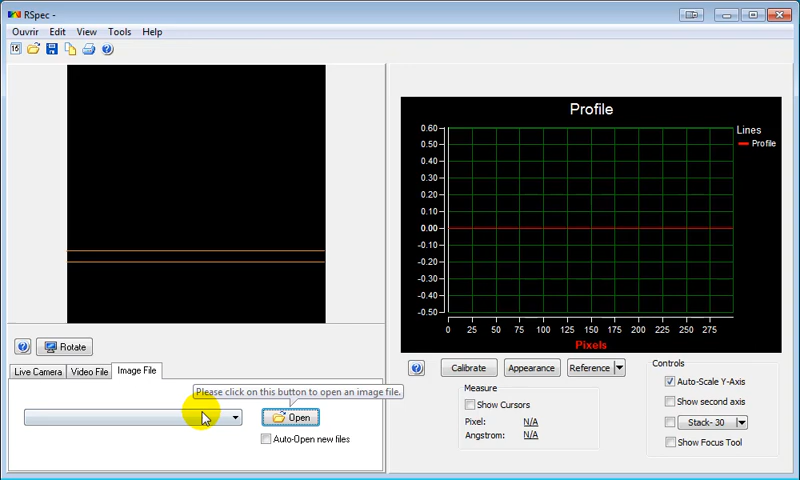 RSpec -
Ouvrir Edit View Tools Help
16
Profile
Lines
Profile
0.60
0.50
0.40
0.30
0.20
0.10
0.00
-0.10
-0.20
-0.30
-0.40
-0.50
0 25 50 75 100 125 150 175 200 225 250 275
Pixels
Rotate
Live Camera Video File Image File
Please click on this button to open an image file.
Open
Auto-Open new files
Calibrate Appearance Reference
Measure
Show Cursors
Pixel: N/A
Angstrom: N/A
Controls
Auto-Scale Y-Axis
Show second axis
Stack- 30
Show Focus Tool